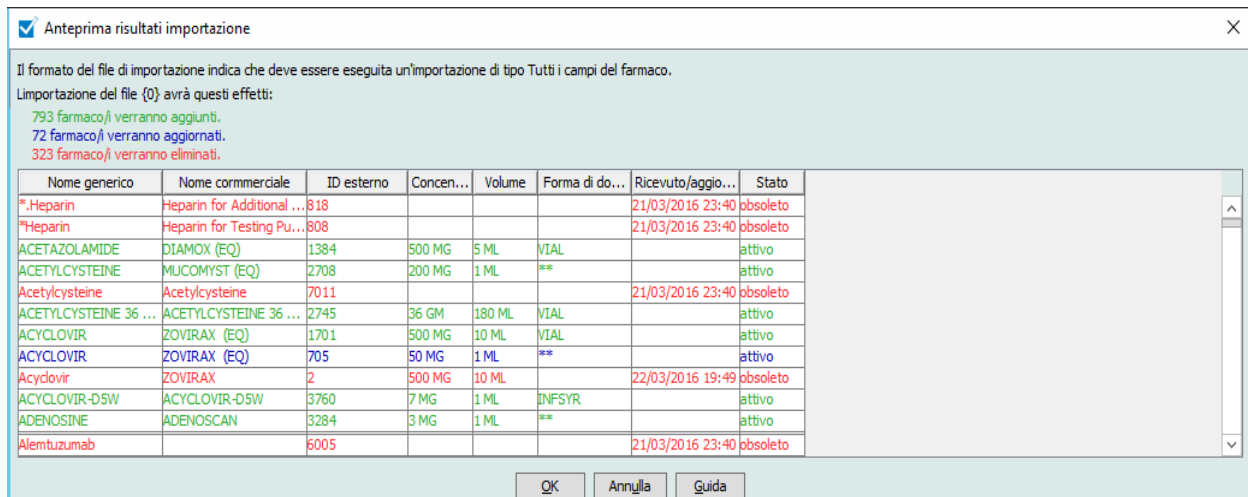 Anteprima risultati importazione
Il formato del file di importazione indica che deve essere eseguita un'importazione di tipo Tutti i campi del farmaco.
Limportazione del file {0} avrà questi effetti:
793 farmaco/i verranno aggiunti.
72 farmaco/i verranno aggiornati.
323 farmaco/i verranno eliminati.
Nome generico Nome cormmerciale ID esterno Concen... Volume Forma di do... Ricevuto/aggio... Stato
*.Heparin Heparin for Additional ... 818 21/03/2016 23:40 obsoleto
*Heparin Heparin for Testing Pu... 808 21/03/2016 23:40 obsoleto
ACETAZOLAMIDE DIAMOX (EQ) 1384 500 MG 5 ML VIAL attivo
ACETYLCYSTEINE MUCOMYST (EQ) 2708 200 MG 1 ML ** attivo
Acetylcysteine Acetylcysteine 7011 21/03/2016 23:40 obsoleto
ACETYLCYSTEINE 36 ... ACETYLCYSTEINE 36 ... 2745 36 GM 180 ML VIAL attivo
ACYCLOVIR ZOVIRAX (EQ) 1701 500 MG 10 ML VIAL attivo
ACYCLOVIR ZOVIRAX (EQ) 705 50 MG 1 ML ** attivo
Acyclovir ZOVIRAX 2 500 MG 10 ML 22/03/2016 19:49 obsoleto
ACYCLOVIR-D5W ACYCLOVIR-D5W 3760 7 MG 1 ML INFSYR attivo
ADENOSINE ADENOSCAN 3284 3 MG 1 ML ** attivo
Alemtuzumab 6005 21/03/2016 23:40 obsoleto
OK Annulla Guida